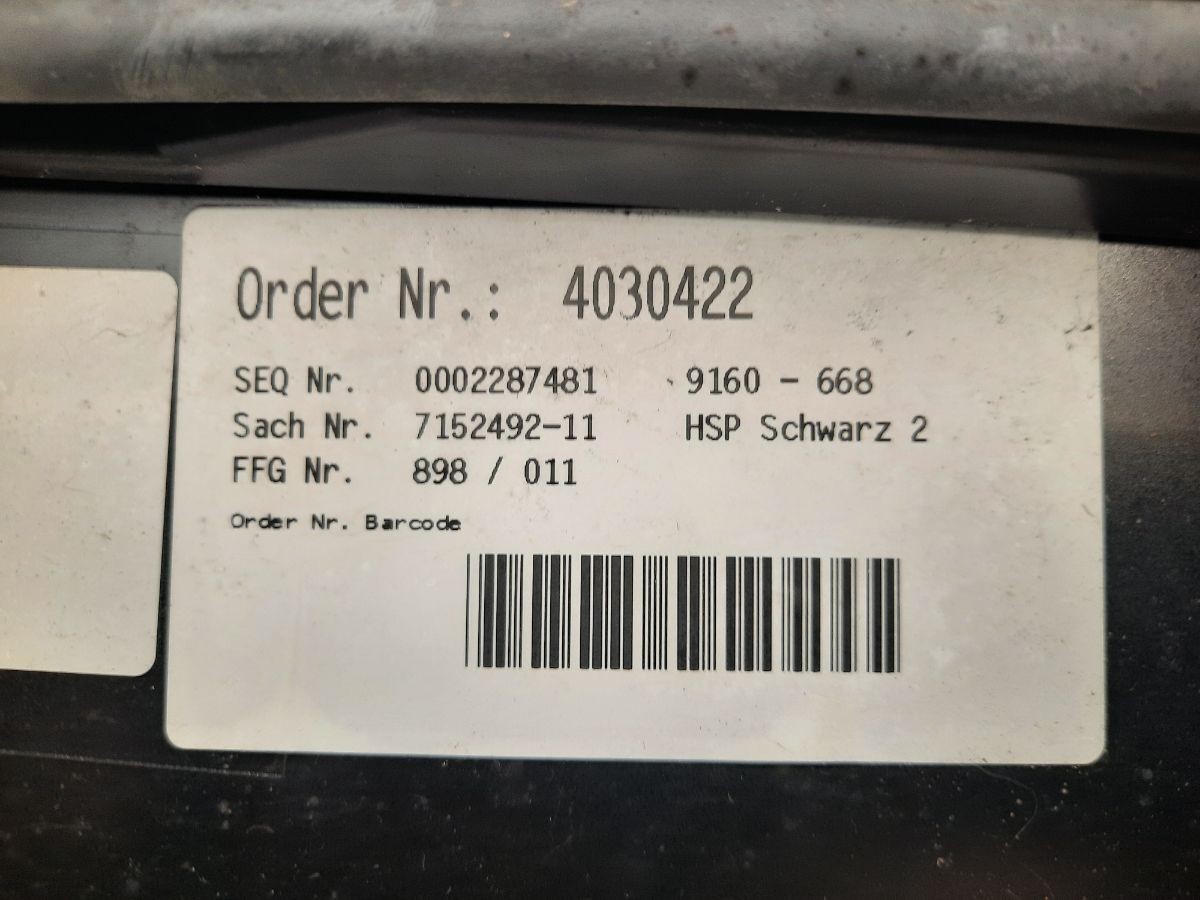 Order Nr.: 4030422
SEQ Nr. 0002287481 9160 - 668
Sach Nr. 7152492-11 HSP Schwarz 2
FFG Nr. 898 / 011
Order Nr. Barcode